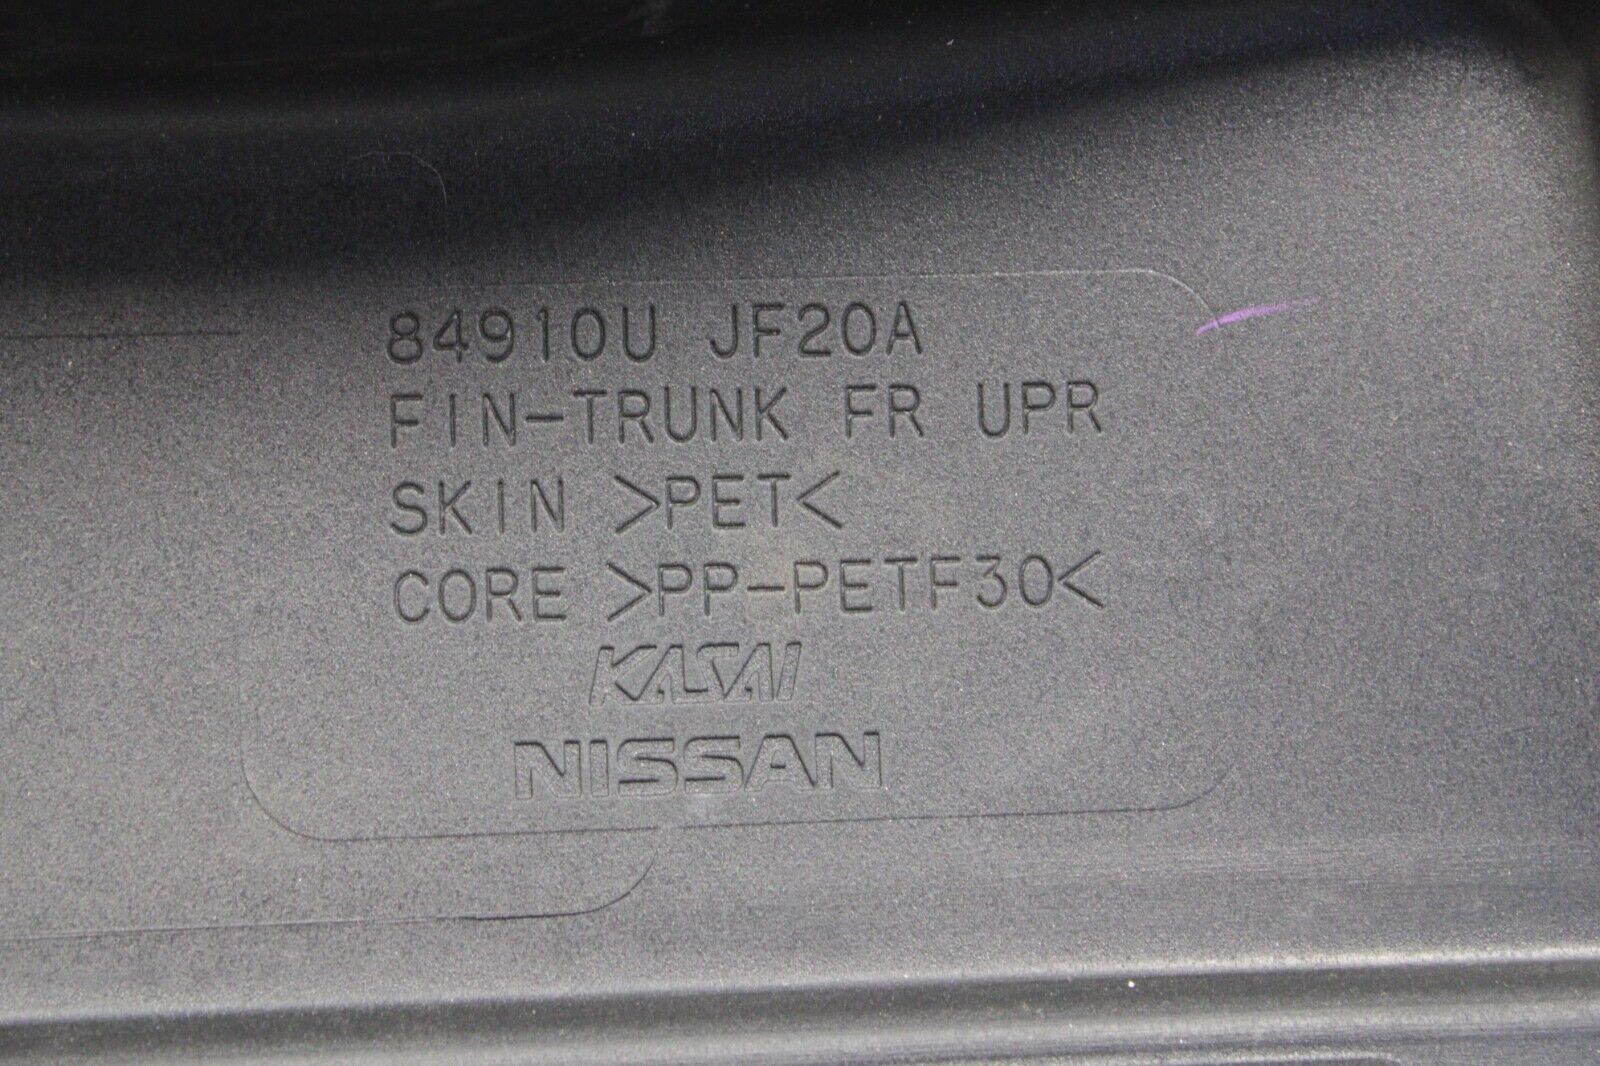 84910U JF20A
FIN-TRUNK FR UPR
SKIN >PET<
CORE >PP-PETF30<
KASAI
NISSAN